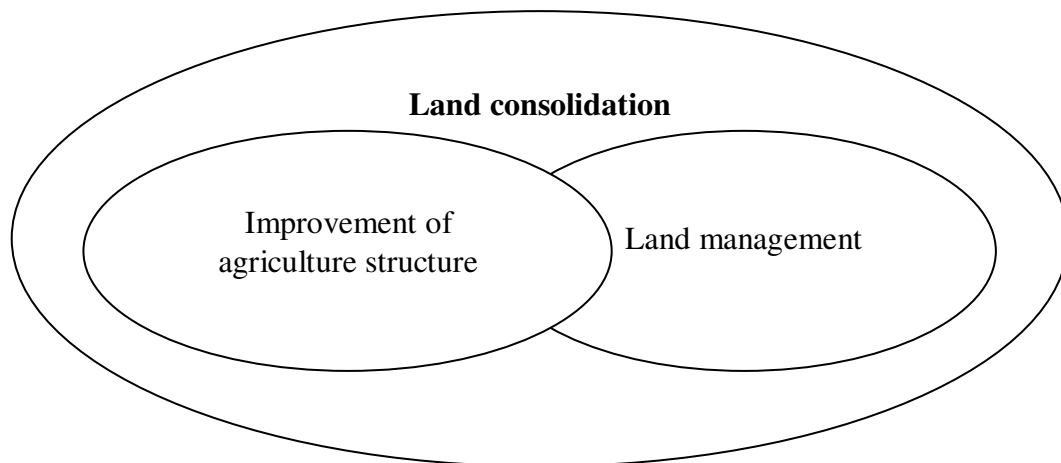 Land consolidation
Improvement of
agriculture structure
Land management